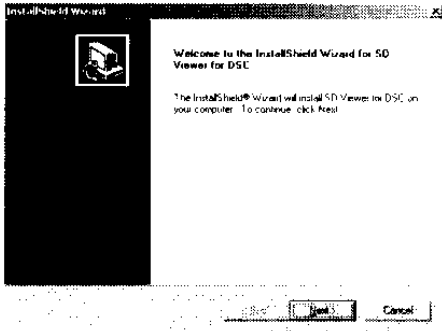 InstallShield Wizard
Welcome to the InstallShield Wizard for SD
Viewer for DSC
The InstallShield® Wizard will install SD Viewer for DSC on
your computer. To continue, click Next
Next
Cancel